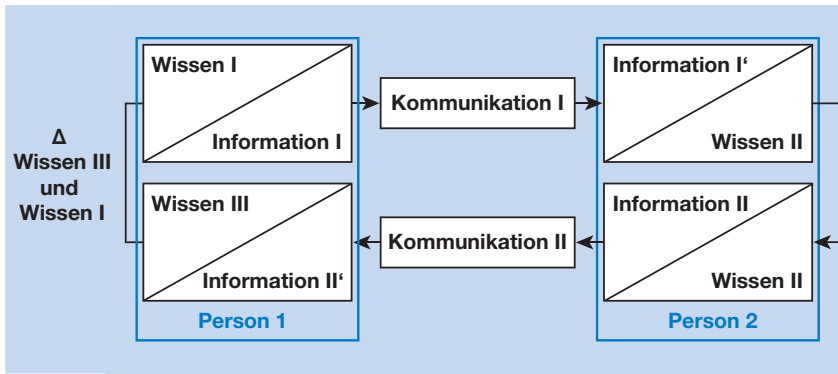 Wissen I
Information I
Kommunikation I
Information I‘
Wissen II
Δ
Wissen III
und
Wissen I
Wissen III
Information II‘
Kommunikation II
Information II
Wissen II
Person 1
Person 2